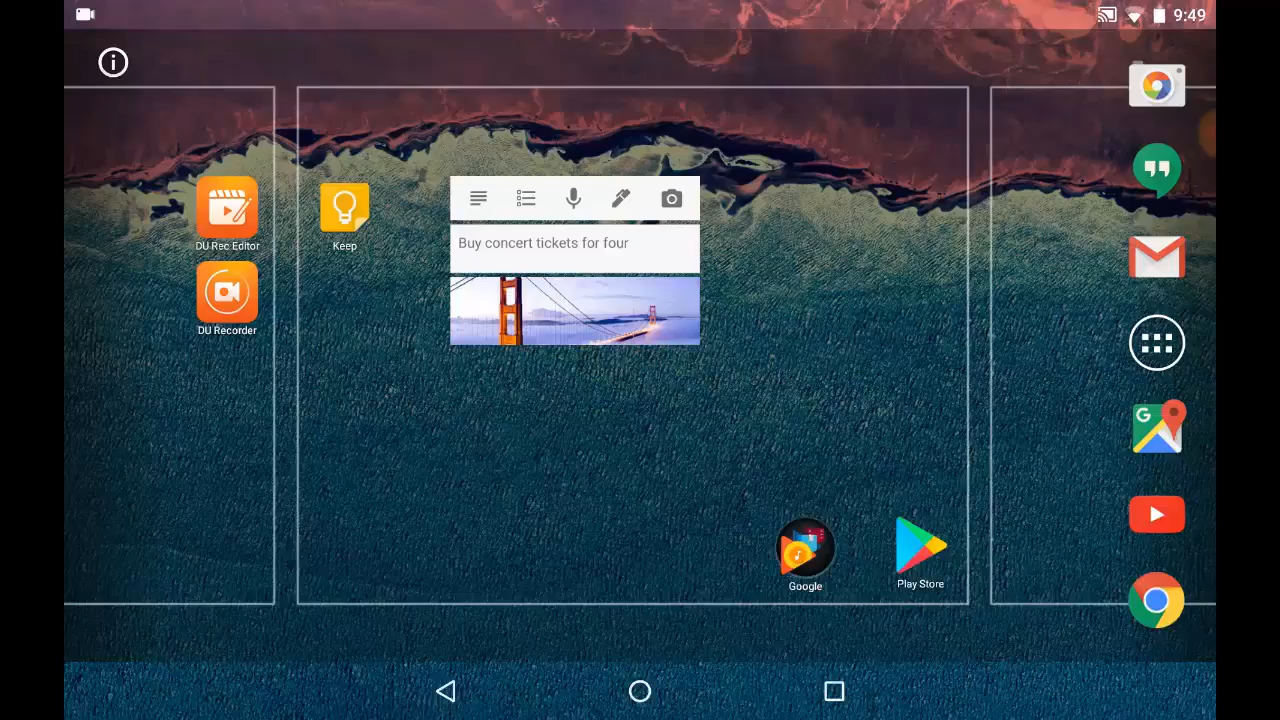 9:49
DU Rec Editor
Keep
Buy concert tickets for four
DU Recorder
G
Google
Play Store